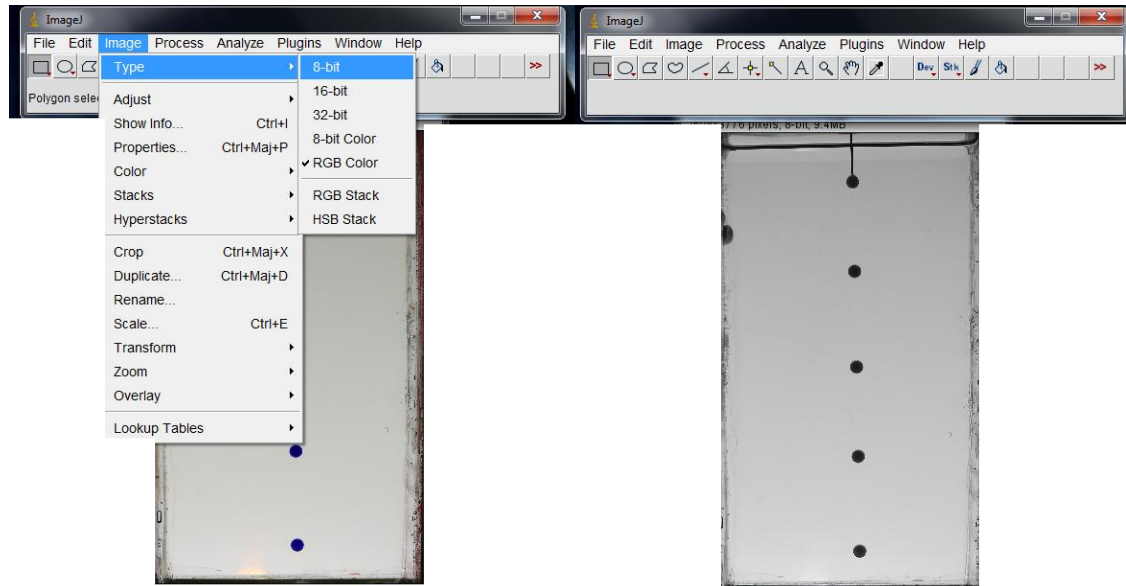 ImageJ
File Edit Image Process Analyze Plugins Window Help
Polygon sele
Type
Adjust
Show Info... Ctrl+I
Properties... Ctrl+Maj+P
Color
Stacks
Hyperstacks
Crop Ctrl+Maj+X
Duplicate... Ctrl+Maj+D
Rename...
Scale... Ctrl+E
Transform
Zoom
Overlay
Lookup Tables
8-bit
16-bit
32-bit
8-bit Color
RGB Color
RGB Stack
HSB Stack
>>
ImageJ
File Edit Image Process Analyze Plugins Window Help
A Dev Stk >>
pixels, 8-bit, 9.4MB